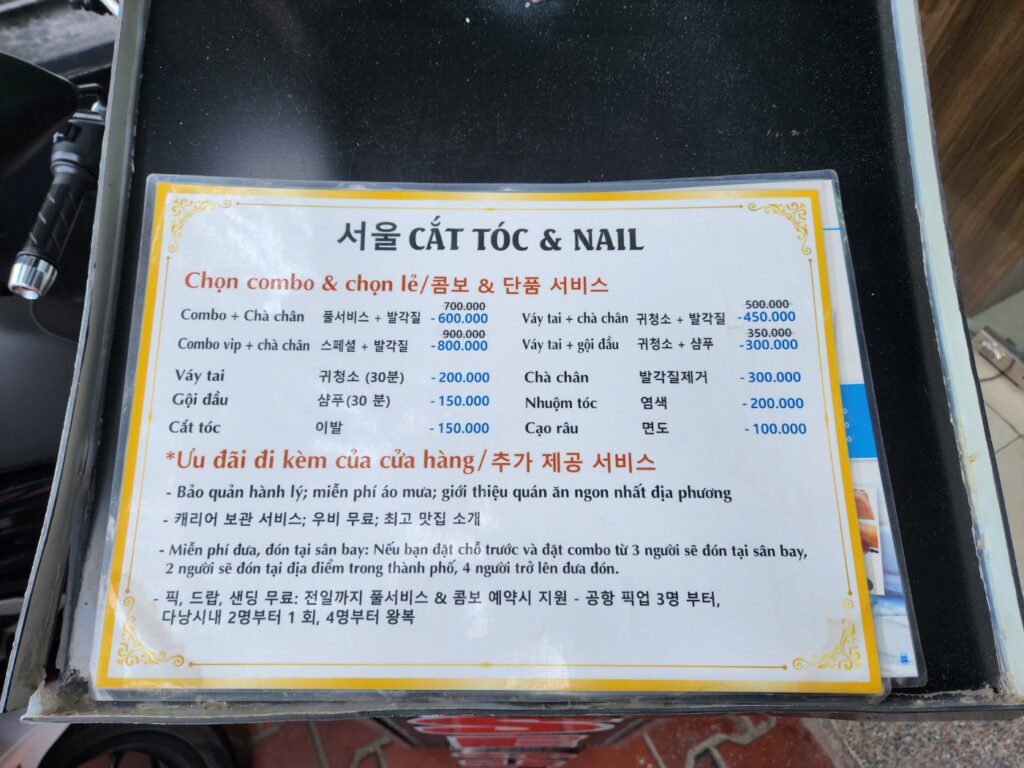 서울 CẮT TÓC & NAIL
Chọn combo & chọn lẻ/콤보 & 단품 서비스
Combo + Chà chân 풀서비스 + 발각질 700.000 - 600.000
Váy tai + chà chân 귀청소 + 발각질 500.000 - 450.000
Combo vip + chà chân 스페셜 + 발각질 900.000 - 800.000
Váy tai + gội đầu 귀청소 + 샴푸 350.000 - 300.000
Váy tai 귀청소 (30분) - 200.000
Chà chân 발각질제거 - 300.000
Gội đầu 샴푸(30 분) - 150.000
Nhuộm tóc 염색 - 200.000
Cắt tóc 이발 - 150.000
Cạo râu 면도 - 100.000
*Ưu đãi đi kèm của cửa hàng/추가 제공 서비스
- Bảo quản hành lý; miễn phí áo mưa; giới thiệu quán ăn ngon nhất địa phương
- 캐리어 보관 서비스; 우비 무료; 최고 맛집 소개
- Miễn phí đưa, đón tại sân bay: Nếu bạn đặt chỗ trước và đặt combo từ 3 người sẽ đón tại sân bay,
2 người sẽ đón tại địa điểm trong thành phố, 4 người trở lên đưa đón.
- 픽, 드랍, 샌딩 무료: 전일까지 풀서비스 & 콤보 예약시 지원 - 공항 픽업 3명 부터,
다낭시내 2명부터 1 회, 4명부터 왕복